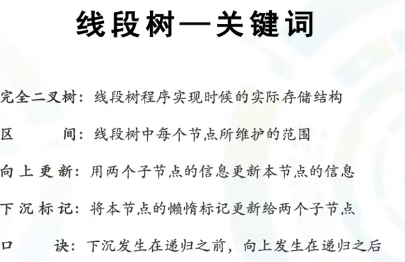 线段树—关键词
完全二叉树：线段树程序实现时候的实际存储结构
区 间：线段树中每个节点所维护的范围
向上更新：用两个子节点的信息更新本节点的信息
下沉标记：将本节点的懒惰标记更新给两个子节点
口 诀：下沉发生在递归之前，向上发生在递归之后